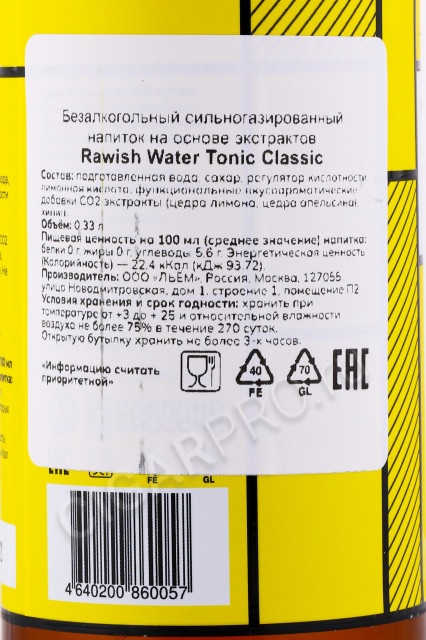 Безалкогольный сильногазированный
напиток на основе экстрактов
Rawish Water Tonic Classic
Состав: подготовленная вода, сахар, регулятор кислотности
лимонная кислота, функциональные вкусоароматические
добавки CO2 экстракты (цедра лимона, цедра апельсина)
хинин.
Объём: 0,33 л
Пищевая ценность на 100 мл (среднее значение) напитка:
белки 0 г, жиры 0 г, углеводы 5,6 г. Энергетическая ценность
(Калорийность) — 22,4 кКал (кДж 93,72).
Производитель: ООО «ЛЬЕМ», Россия, Москва, 127055
улица Новодмитровская, дом 1, строение 1, помещение П2
Условия хранения и срок годности: хранить при
температуре от +3 до + 25 и относительной влажности
воздуха не более 75% в течение 270 суток.
Открытую бутылку хранить не более 3-х часов.
«Информацию считать
приоритетной»
40
FE
70
GL
EAC
FE
GL
4 640200 860057
CIGARPRO.RU